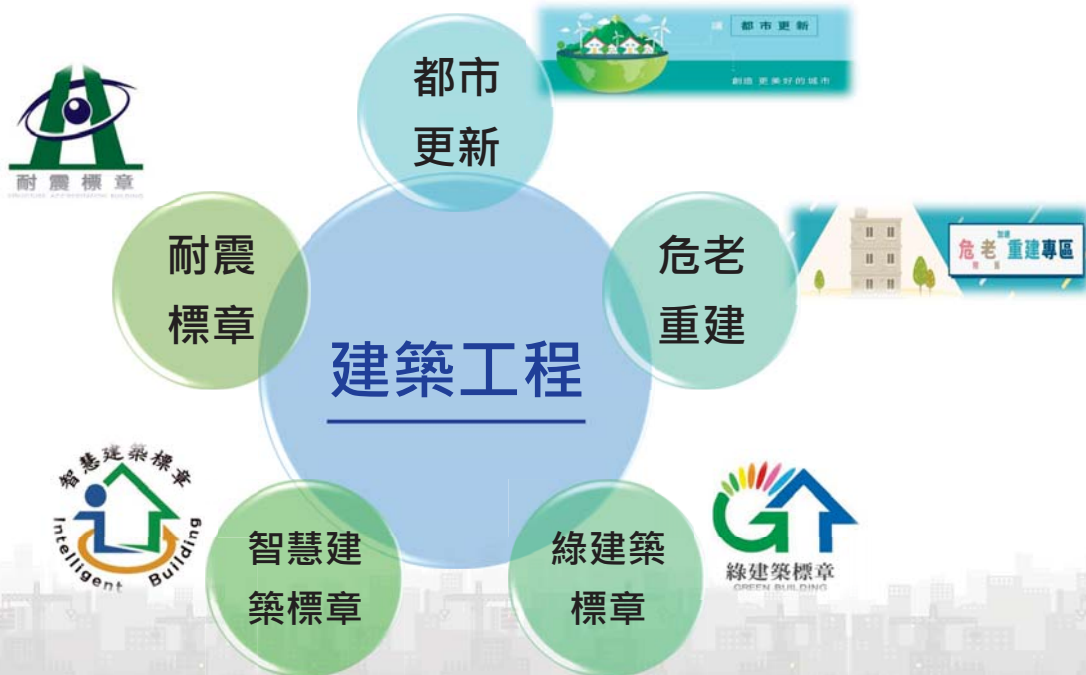 都市
更新
都市更新
創造 更美好的城市
耐震標章
耐震
標章
危老
重建
危老重建專區
建築工程
智慧建築標章
Intelligent Building
智慧建
築標章
綠建築
標章
綠建築標章
GREEN BUILDING